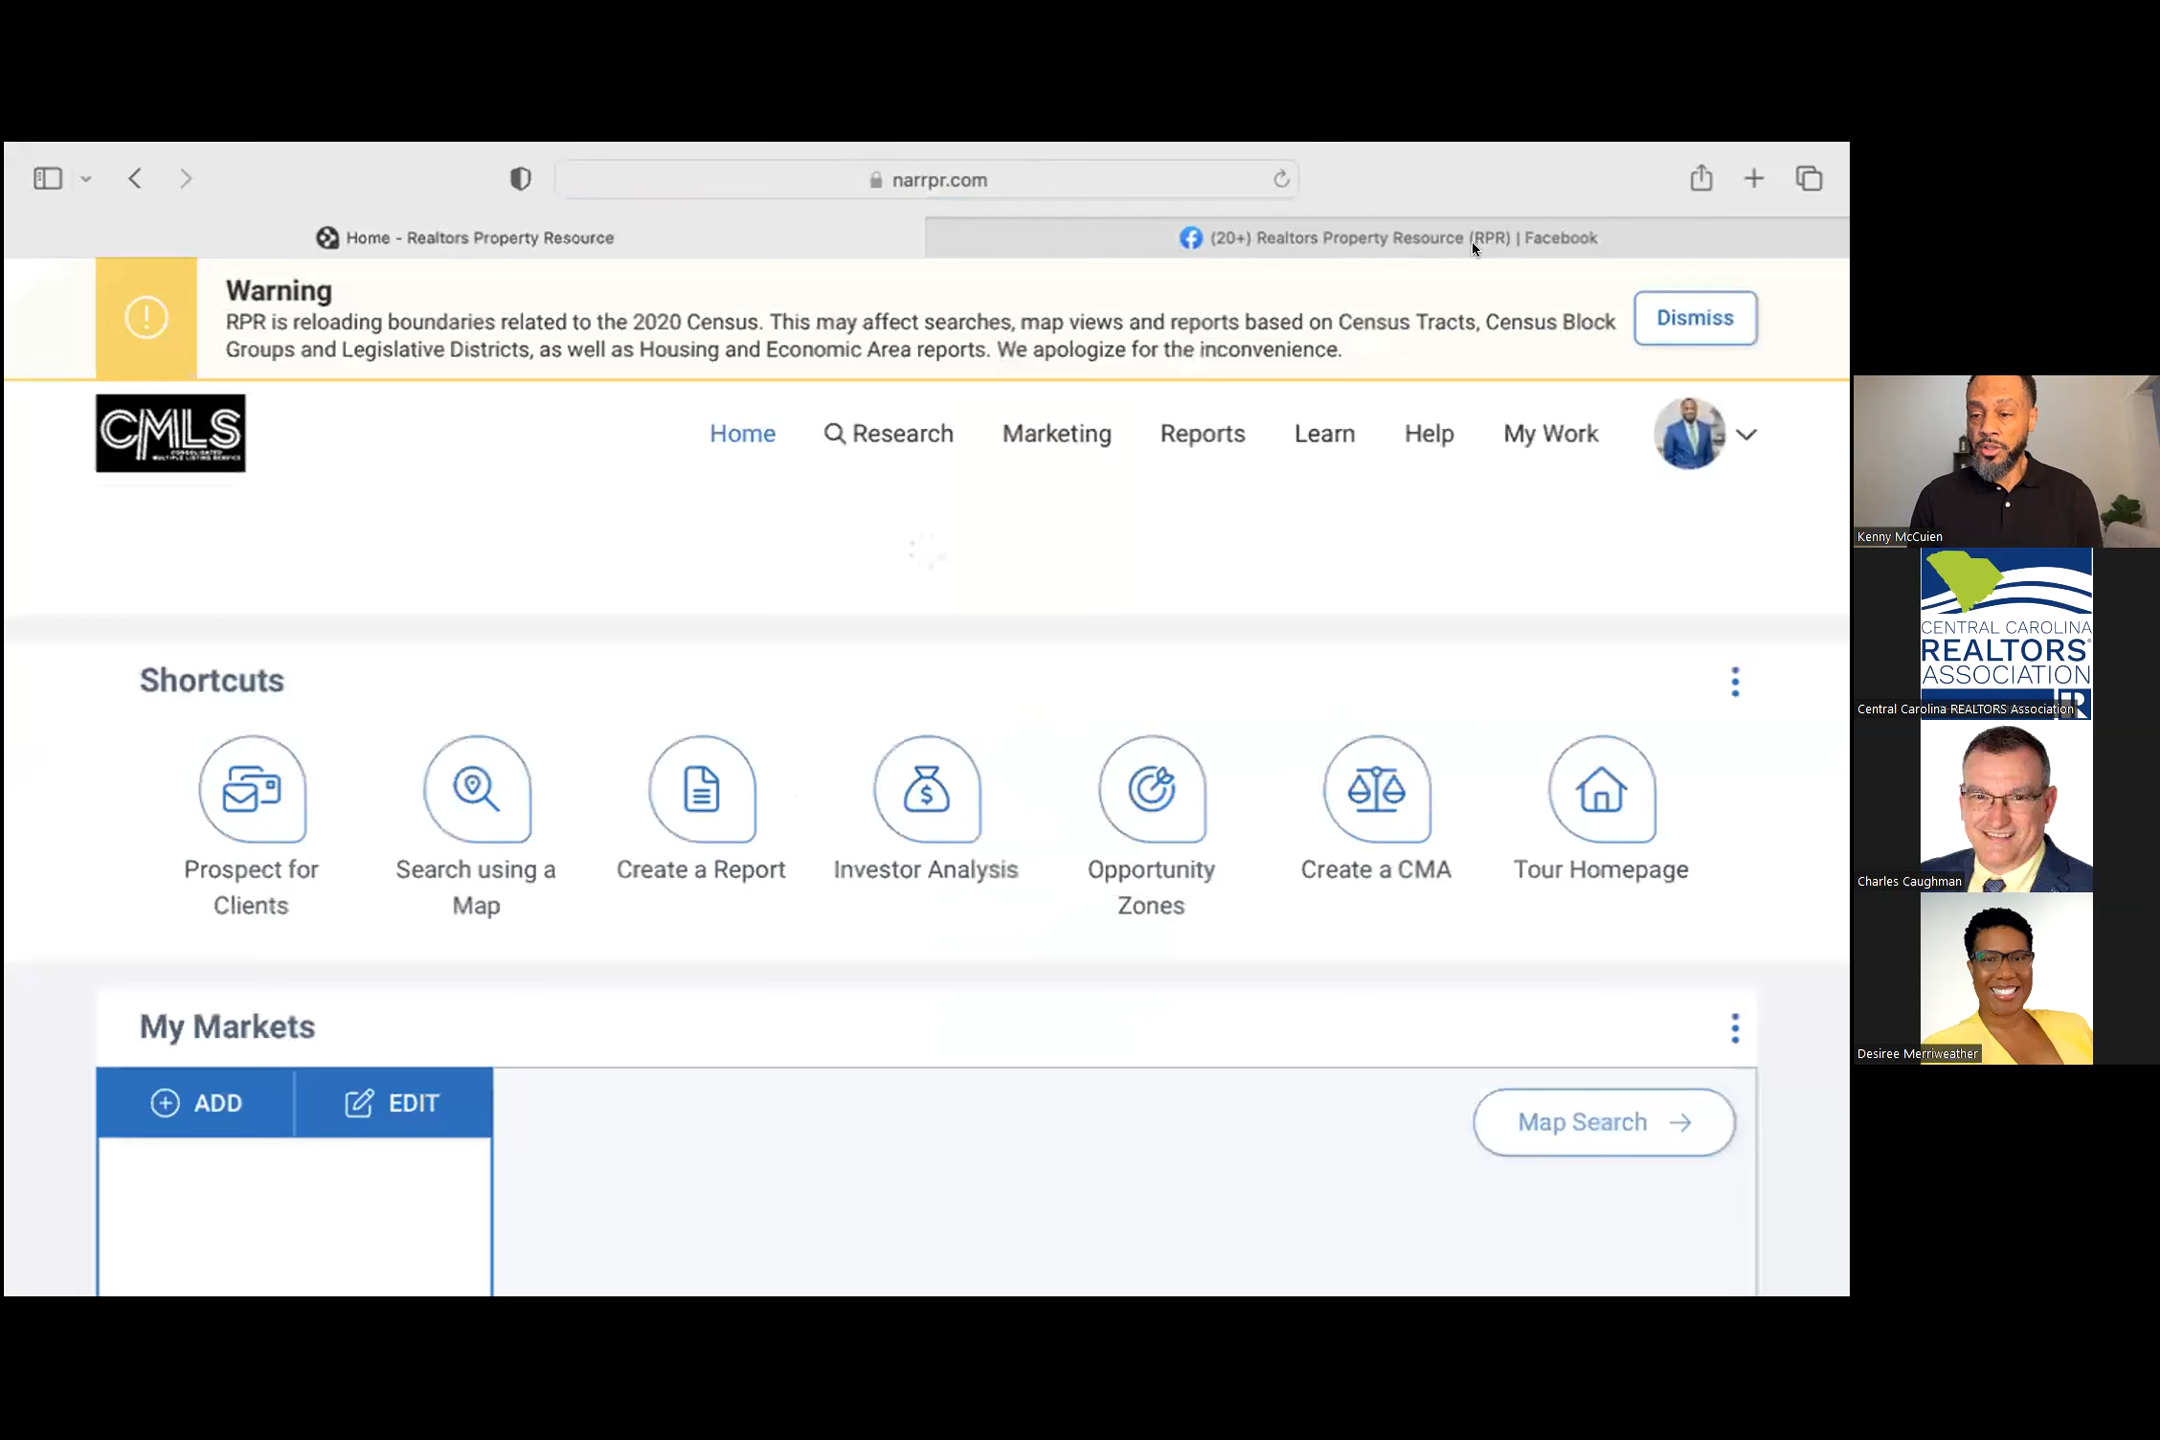 narrpr.com
Home - Realtors Property Resource
(20+) Realtors Property Resource (RPR) | Facebook
Warning
RPR is reloading boundaries related to the 2020 Census. This may affect searches, map views and reports based on Census Tracts, Census Block
Groups and Legislative Districts, as well as Housing and Economic Area reports. We apologize for the inconvenience.
Dismiss
CMLS
CONSOLIDATED
MULTIPLE LISTING SERVICE
Home
Research
Marketing
Reports
Learn
Help
My Work
Shortcuts
Prospect for
Clients
Search using a
Map
Create a Report
Investor Analysis
Opportunity
Zones
Create a CMA
Tour Homepage
My Markets
ADD
EDIT
Map Search
Kenny McCuien
CENTRAL CAROLINA
REALTORS®
ASSOCIATION
Central Carolina REALTORS Association
Charles Caughman
Desiree Merriweather